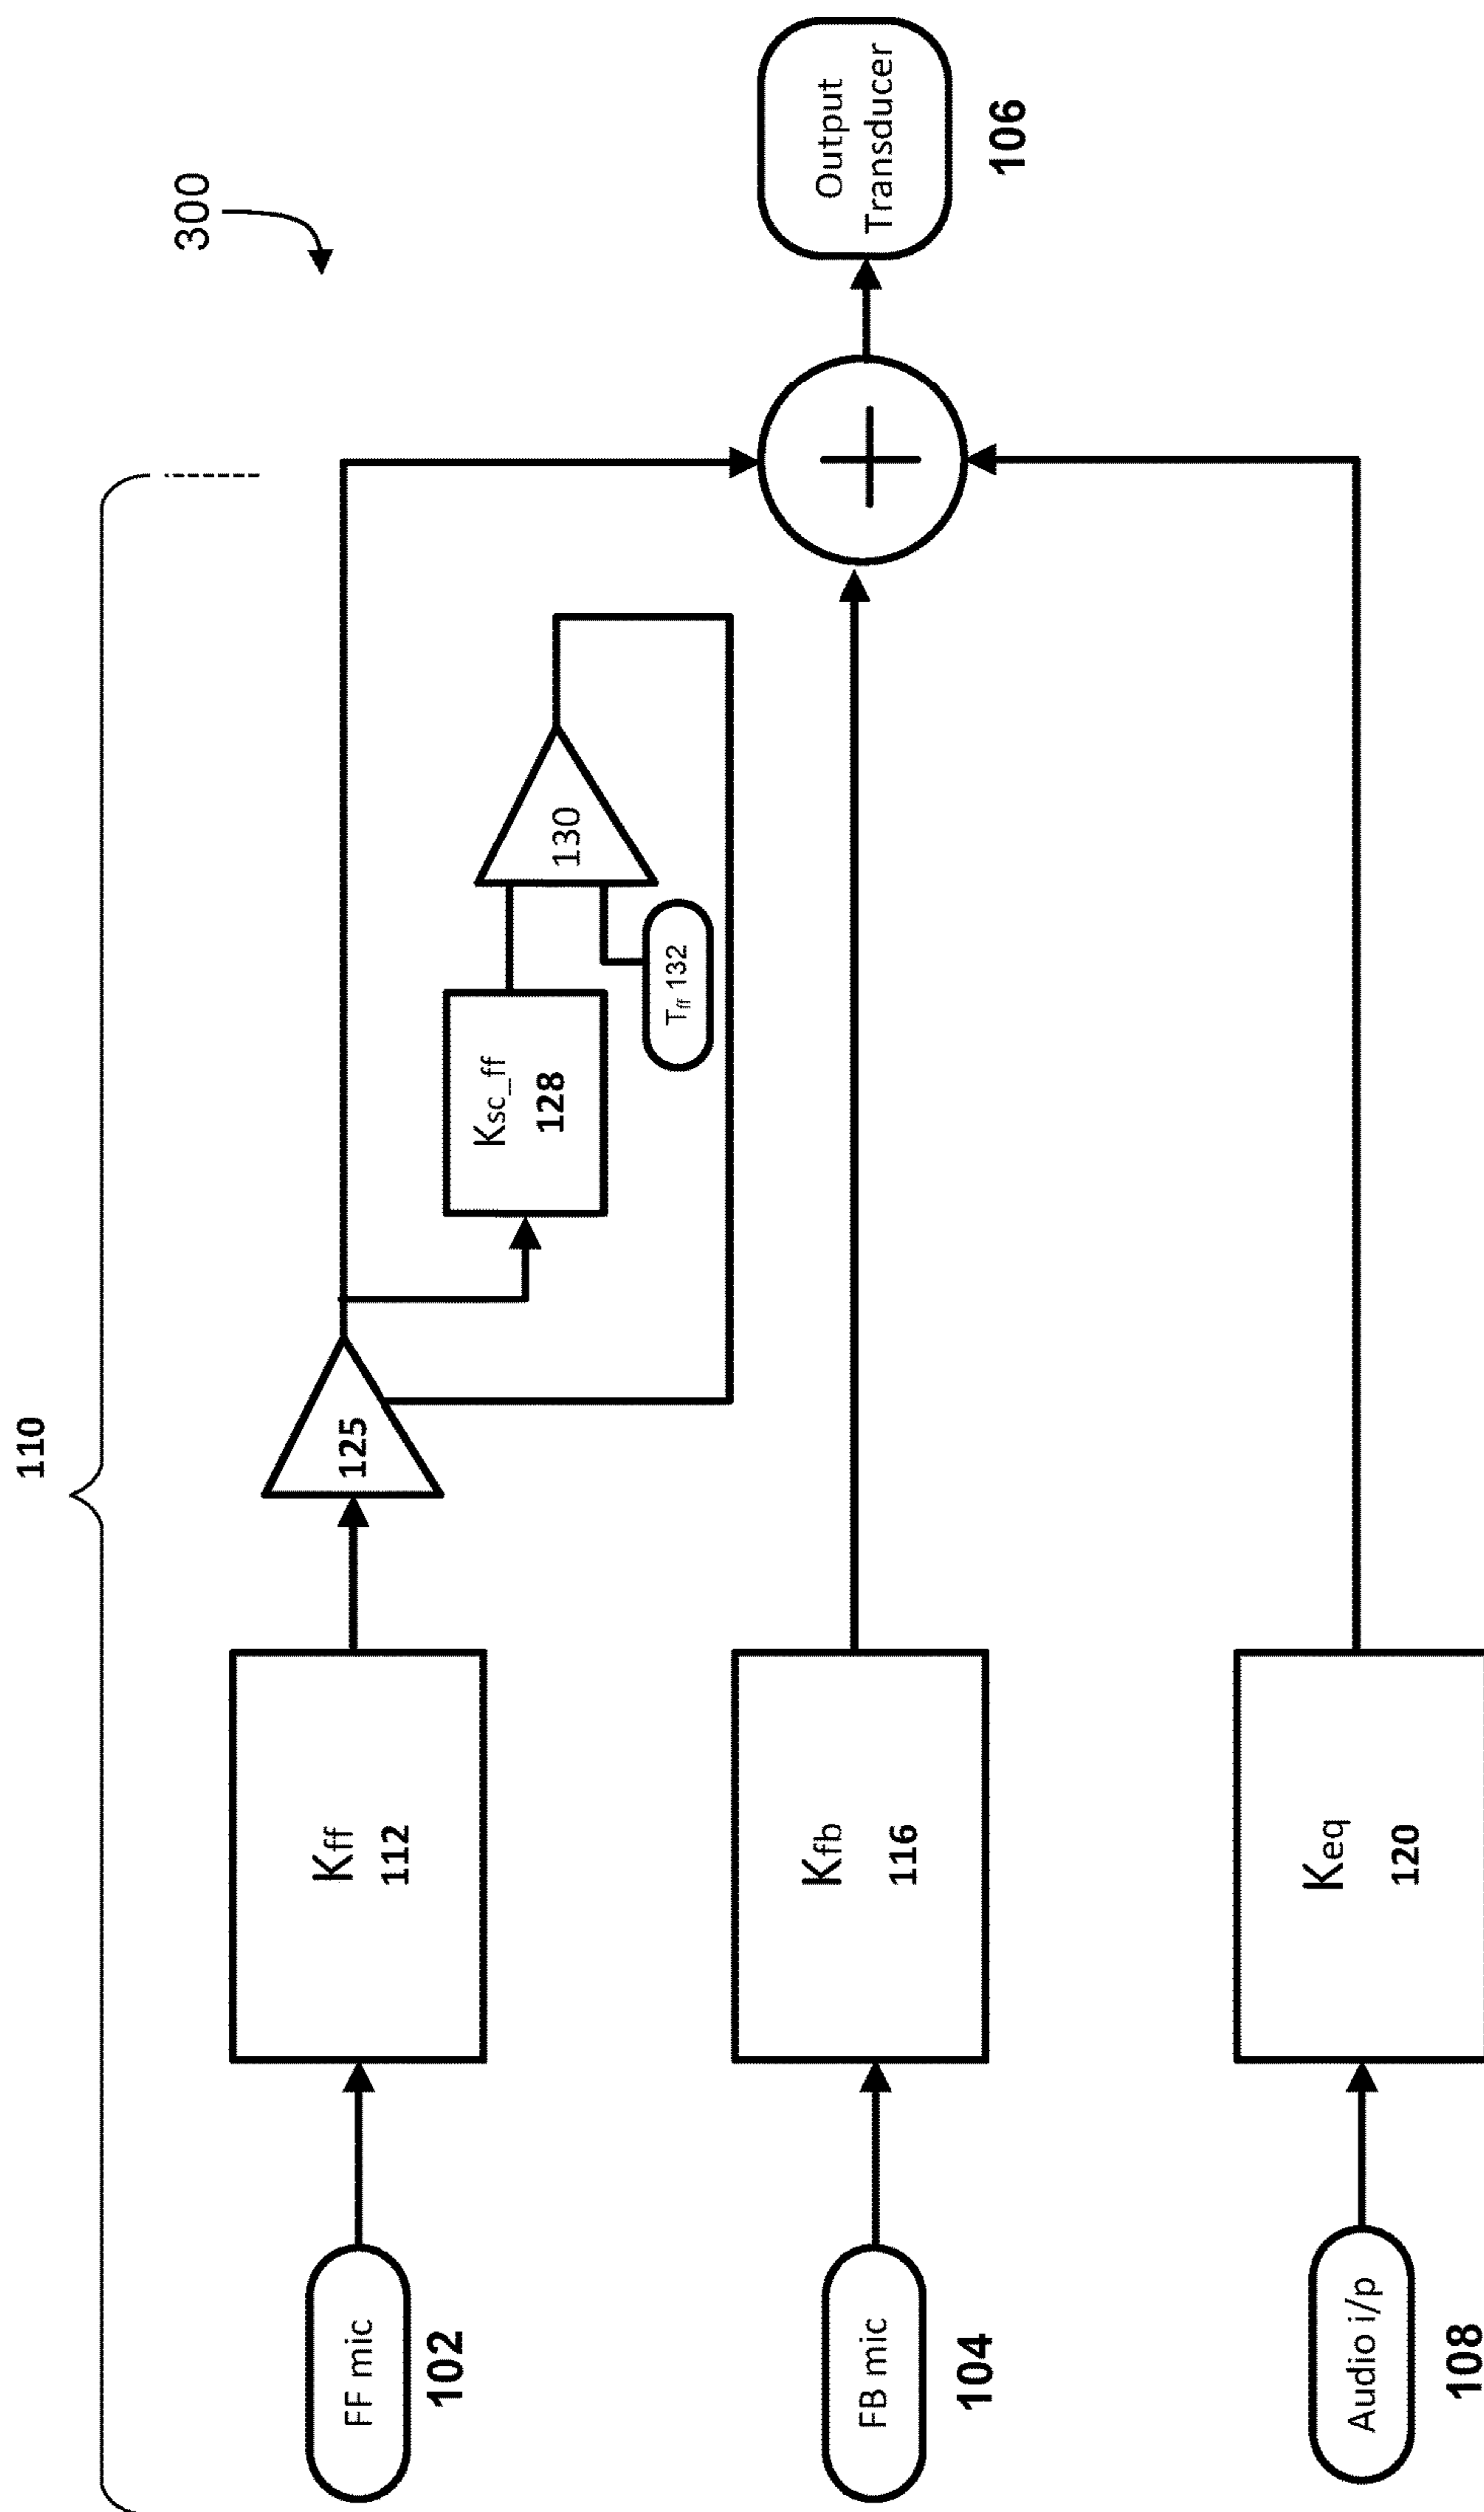 110
300
FF mic
102
Kff
112
125
Ksc_ff
128
Tff 132
130
FB mic
104
Kfb
116
+
Output
Transducer
106
Audio i/p
108
Keq
120